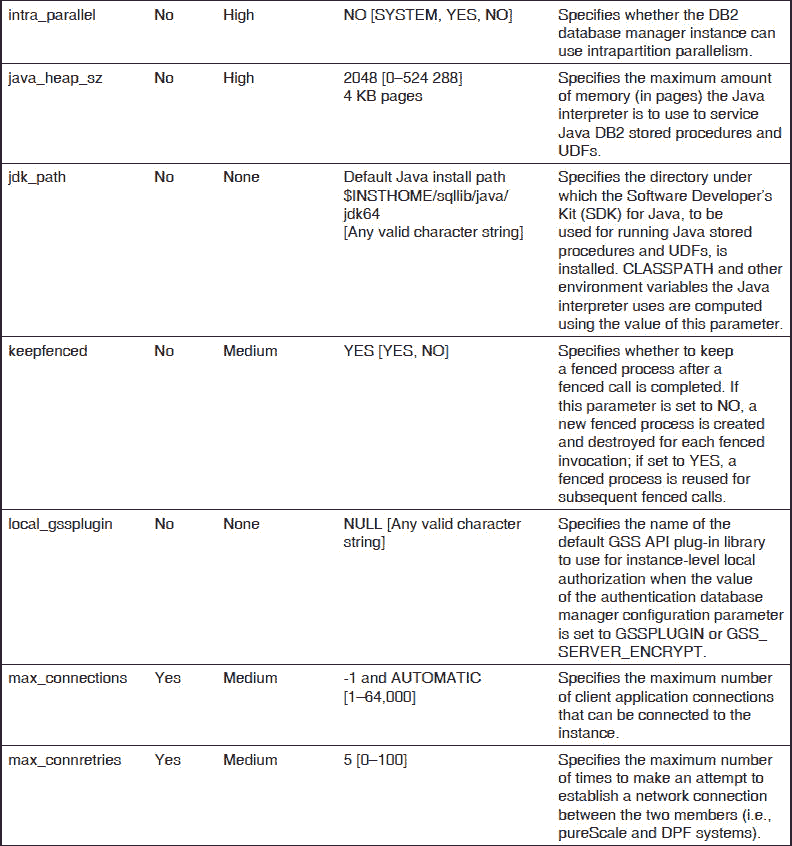 intra_parallel No High NO [SYSTEM, YES, NO] Specifies whether the DB2
database manager instance can
use intrapartition parallelism.
java_heap_sz No High 2048 [0–524 288] Specifies the maximum amount
4 KB pages of memory (in pages) the Java
interpreter is to use to service
Java DB2 stored procedures and
UDFs.
jdk_path No None Default Java install path Specifies the directory under
$INSTHOME/sqllib/java/ which the Software Developer’s
jdk64 Kit (SDK) for Java, to be
[Any valid character string] used for running Java stored
procedures and UDFs, is
installed. CLASSPATH and other
environment variables the Java
interpreter uses are computed
using the value of this parameter.
keepfenced No Medium YES [YES, NO] Specifies whether to keep
a fenced process after a
fenced call is completed. If
this parameter is set to NO, a
new fenced process is created
and destroyed for each fenced
invocation; if set to YES, a
fenced process is reused for
subsequent fenced calls.
local_gssplugin No None NULL [Any valid character Specifies the name of the
string] default GSS API plug-in library
to use for instance-level local
authorization when the value
of the authentication database
manager configuration parameter
is set to GSSPLUGIN or GSS_
SERVER_ENCRYPT.
max_connections Yes Medium -1 and AUTOMATIC Specifies the maximum number
[1–64,▯▯▯] of client application connections
that can be connected to the
instance.
max_connretries Yes Medium 5 [▯–1▯▯] Specifies the maximum number
of times to make an attempt to
establish a network connection
between the two members (i.e.,
pureScale and DPF systems).